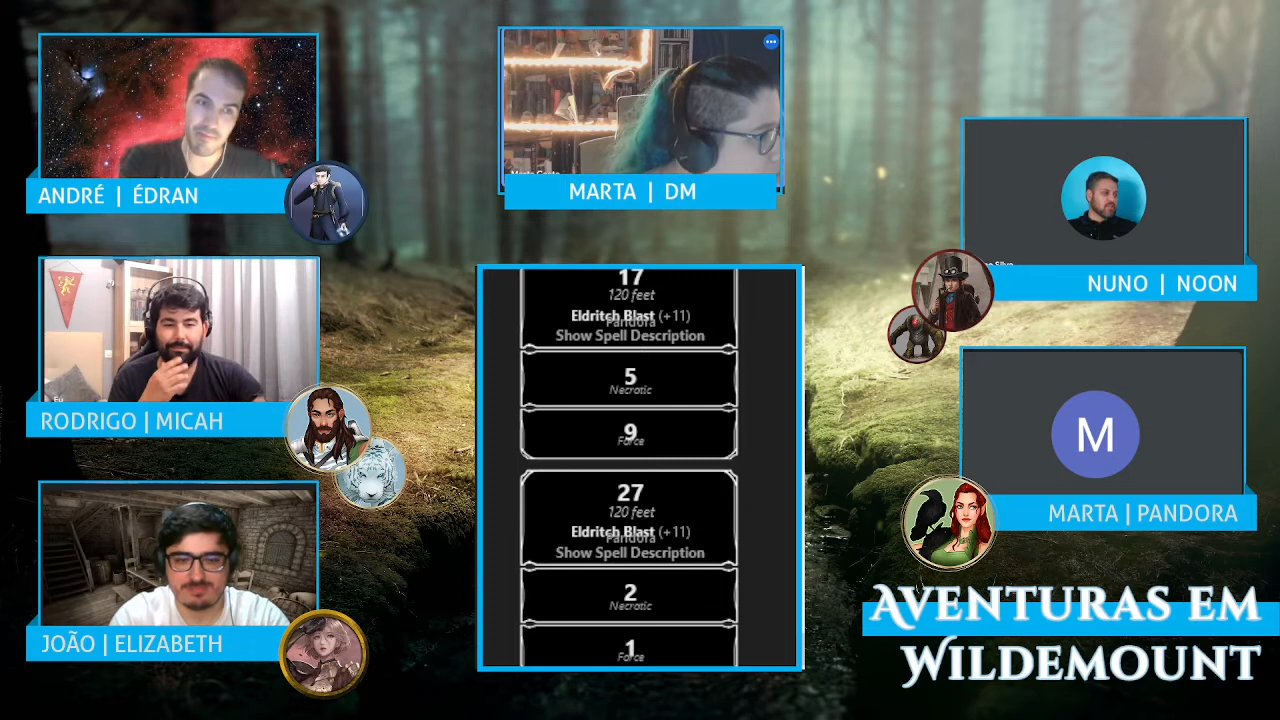 ANDRÉ | ÉDRAN
MARTA | DM
NUNO | NOON
RODRIGO | MICAH
MARTA | PANDORA
JOÃO | ELIZABETH
Eu
17
120 feet
Eldritch Blast (+11)
Pandora
Show Spell Description
5
Necrotic
9
Force
27
120 feet
Eldritch Blast (+11)
Pandora
Show Spell Description
2
Necrotic
1
Force
M
AVENTURAS EM
WILDEMOUNT